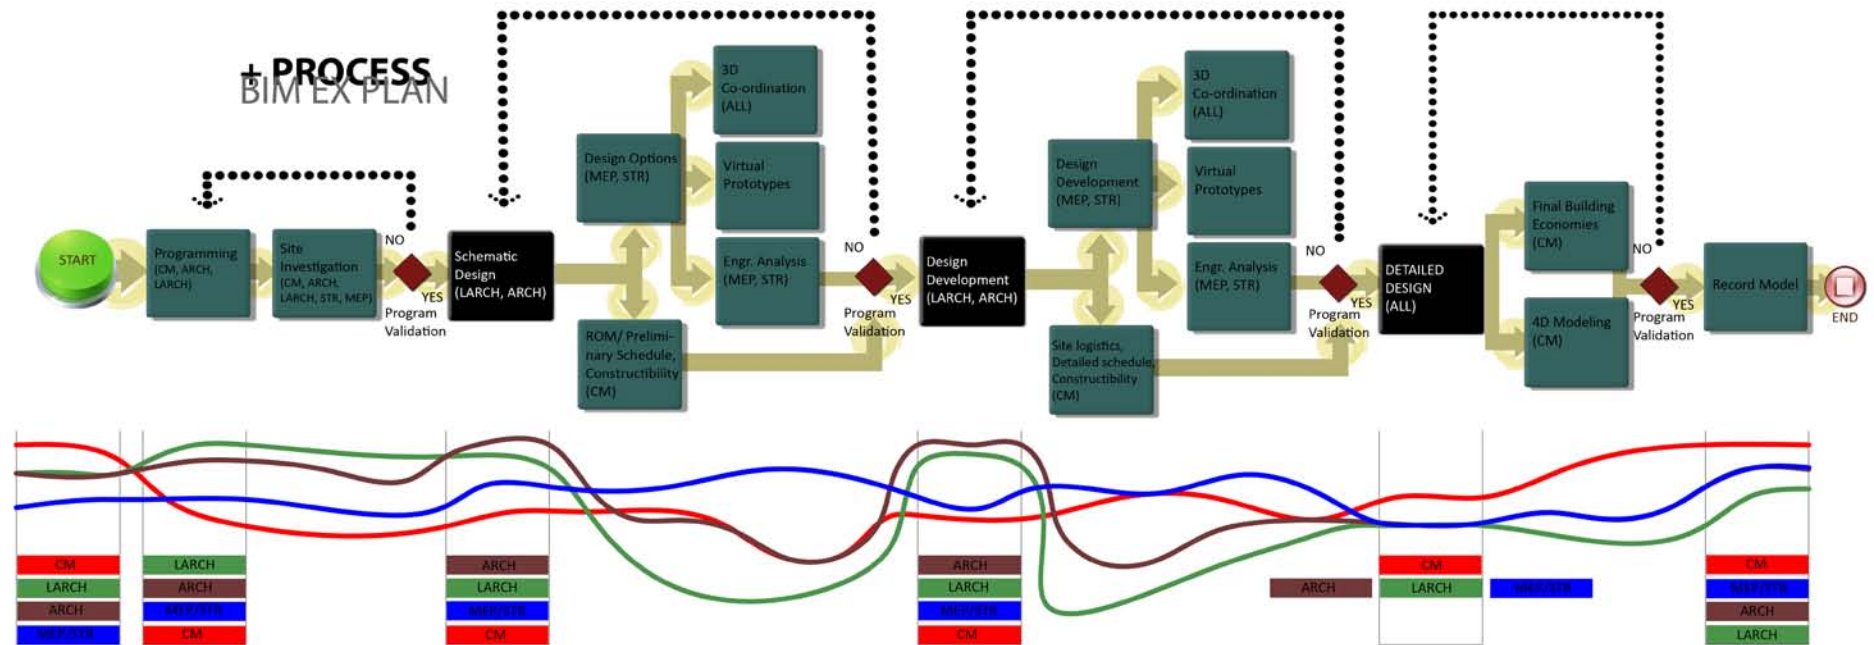 + PROCESS
BIM EX PLAN
START
Programming
(CM, ARCH,
LARCH)
Site
Investigation
(CM, ARCH,
LARCH, STR, MEP)
NO
YES
Program
Validation
Schematic
Design
(LARCH, ARCH)
Design Options
(MEP, STR)
3D
Co-ordination
(ALL)
Virtual
Prototypes
Engr. Analysis
(MEP, STR)
ROM/ Prelimi-
nary Schedule,
Constructibility
(CM)
NO
YES
Program
Validation
Design
Development
(LARCH, ARCH)
Design
Development
(MEP, STR)
3D
Co-ordination
(ALL)
Virtual
Prototypes
Engr. Analysis
(MEP, STR)
Site logistics,
Detailed schedule,
Constructibility
(CM)
NO
YES
Program
Validation
DETAILED
DESIGN
(ALL)
Final Building
Economies
(CM)
4D Modeling
(CM)
NO
YES
Program
Validation
Record Model
END
CM
LARCH
ARCH
MEP/STR
LARCH
ARCH
MEP/STR
CM
ARCH
LARCH
MEP/STR
CM
ARCH
LARCH
MEP/STR
CM
CM
ARCH
LARCH
MEP/STR
CM
MEP/STR
ARCH
LARCH